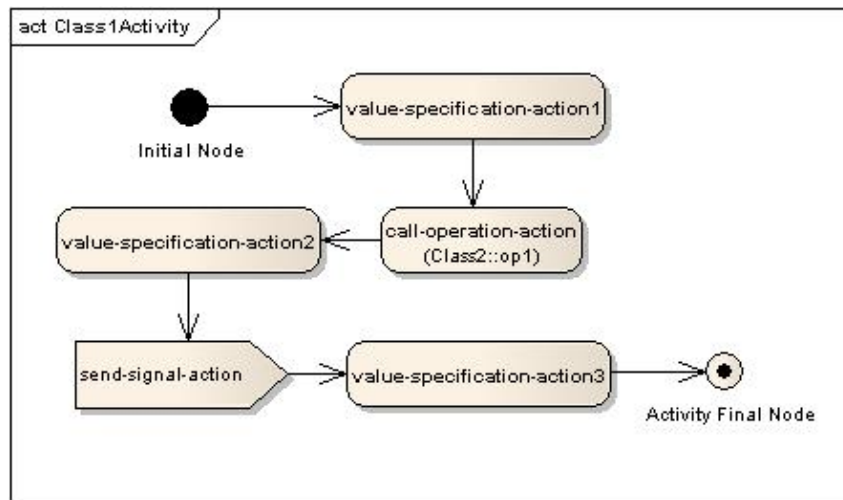 act Class1Activity
value-specification-action1
Initial Node
call-operation-action
(Class2::op1)
value-specification-action2
send-signal-action
value-specification-action3
Activity Final Node